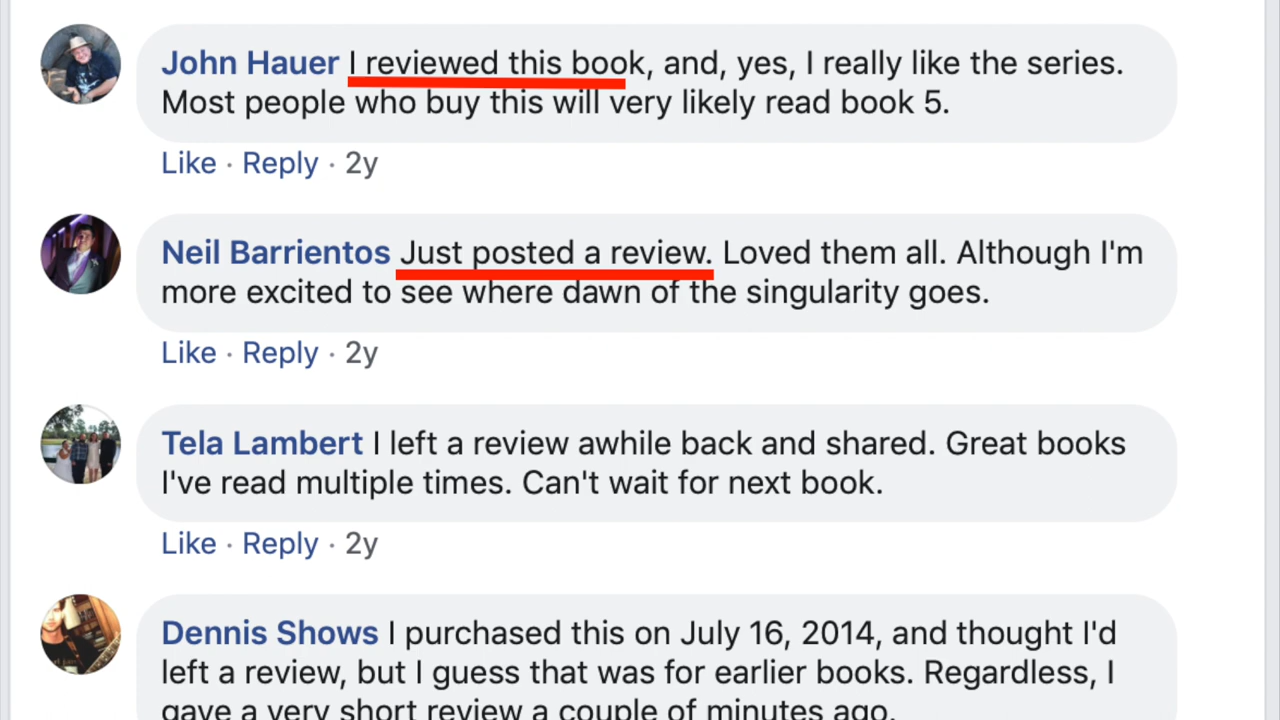 John Hauer I reviewed this book, and, yes, I really like the series.
Most people who buy this will very likely read book 5.
Like · Reply · 2y
Neil Barrientos Just posted a review. Loved them all. Although I'm
more excited to see where dawn of the singularity goes.
Like · Reply · 2y
Tela Lambert I left a review awhile back and shared. Great books
I've read multiple times. Can't wait for next book.
Like · Reply · 2y
Dennis Shows I purchased this on July 16, 2014, and thought I'd
left a review, but I guess that was for earlier books. Regardless, I
gave a very short review a couple of minutes ago.